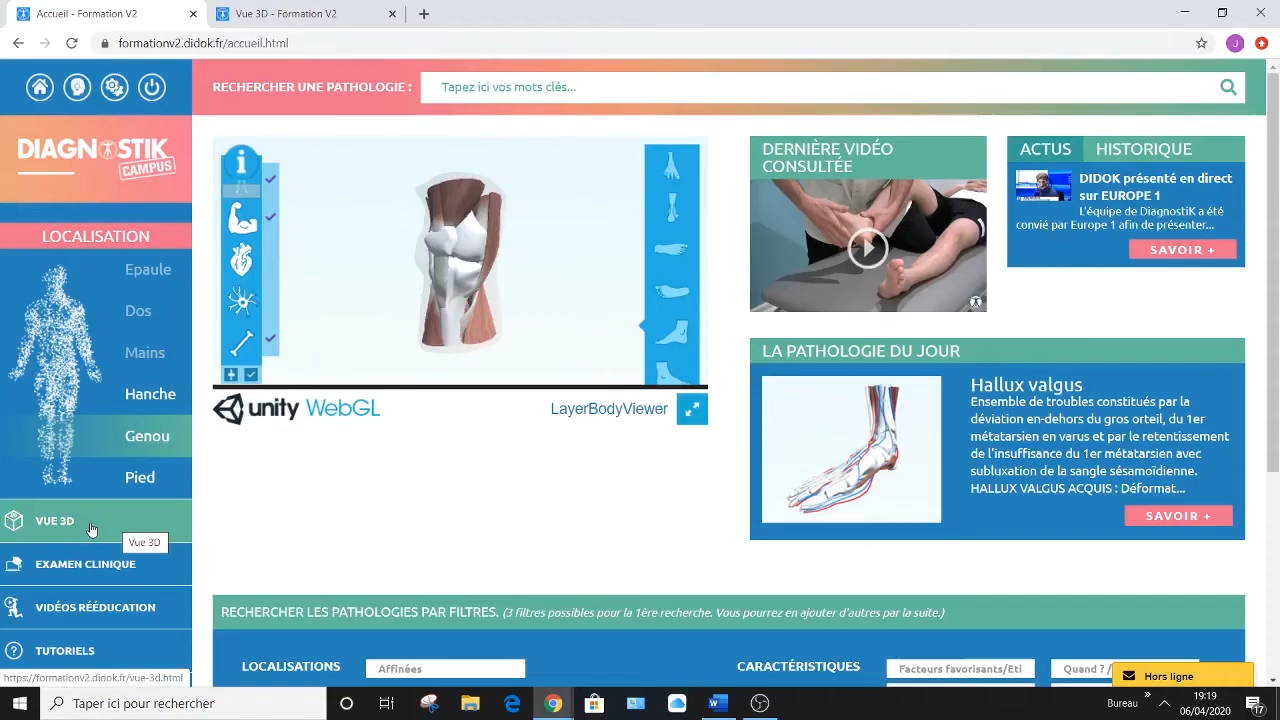 Accueil - Formation V2
Vue 3D - Formation V2
formationv2.didok.fr/accueil.html
J
RECHERCHER UNE PATHOLOGIE :
Tapez ici vos mots clés...
DIAGNOSTIK
CAMPUS
LOCALISATION
Epaule
Dos
Mains
Hanche
Genou
Pied
VUE 3D
Vue 3D
EXAMEN CLINIQUE
VIDÉOS RÉÉDUCATION
TUTORIELS
https://formationv2.didok.fr/vue-3d.html
i
unity WebGL
LayerBodyViewer
DERNIÈRE VIDÉO
CONSULTÉE
ACTUS
HISTORIQUE
DIDOK présenté en direct
sur EUROPE 1
L'équipe de DiagnostiK a été
convié par Europe 1 afin de présenter...
SAVOIR +
LA PATHOLOGIE DU JOUR
Hallux valgus
Ensemble de troubles constitués par la
déviation en-dehors du gros orteil, du 1er
métatarsien en varus et par le retentissement
de l'insuffisance du 1er métatarsien avec
subluxation de la sangle sésamoïdienne.
HALLUX VALGUS ACQUIS : Déformat...
SAVOIR +
RECHERCHER LES PATHOLOGIES PAR FILTRES. (3 filtres possibles pour la 1ère recherche. Vous pourrez en ajouter d'autres par la suite.)
LOCALISATIONS
Affinées
CARACTÉRISTIQUES
Facteurs favorisants/Eti
Quand ? /
Hors ligne
Taper ici pour rechercher
Bureau
19:19
06/04/2020
17